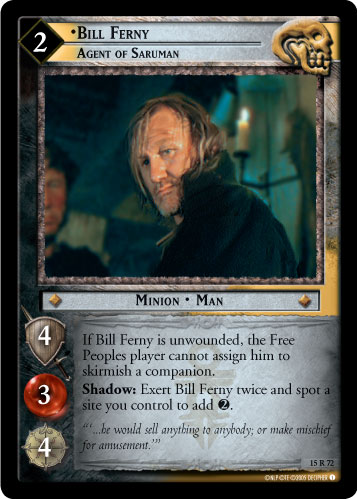 2
•Bill Ferny
Agent of Saruman
Minion • Man
4
If Bill Ferny is unwounded, the Free
Peoples player cannot assign him to
skirmish a companion.
3
Shadow: Exert Bill Ferny twice and spot a
site you control to add ❷.
4
“‘...he would sell anything to anybody; or make mischief
for amusement.’”
15 R 72